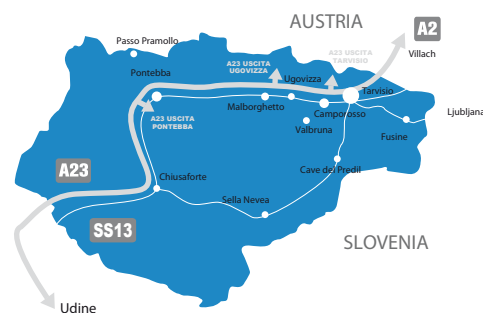 AUSTRIA
A2
Passo Pramollo
Villach
A23 USCITA
UGOVIZZA
A23 USCITA
TARVISIO
Pontebba
Ugovizza
Tarvisio
Malborghetto
Camporosso
Ljubljana
A23 USCITA
PONTEBBA
Valbruna
Fusine
A23
Chiusaforte
Cave del Predil
Sella Nevea
SS13
SLOVENIA
Udine